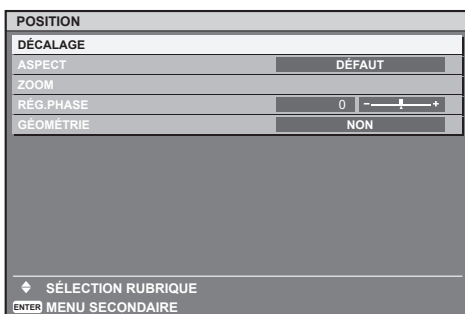 POSITION
DÉCALAGE
ASPECT DÉFAUT
ZOOM
RÉG.PHASE 0 - +
GÉOMÉTRIE NON
SÉLECTION RUBRIQUE
ENTER MENU SECONDAIRE